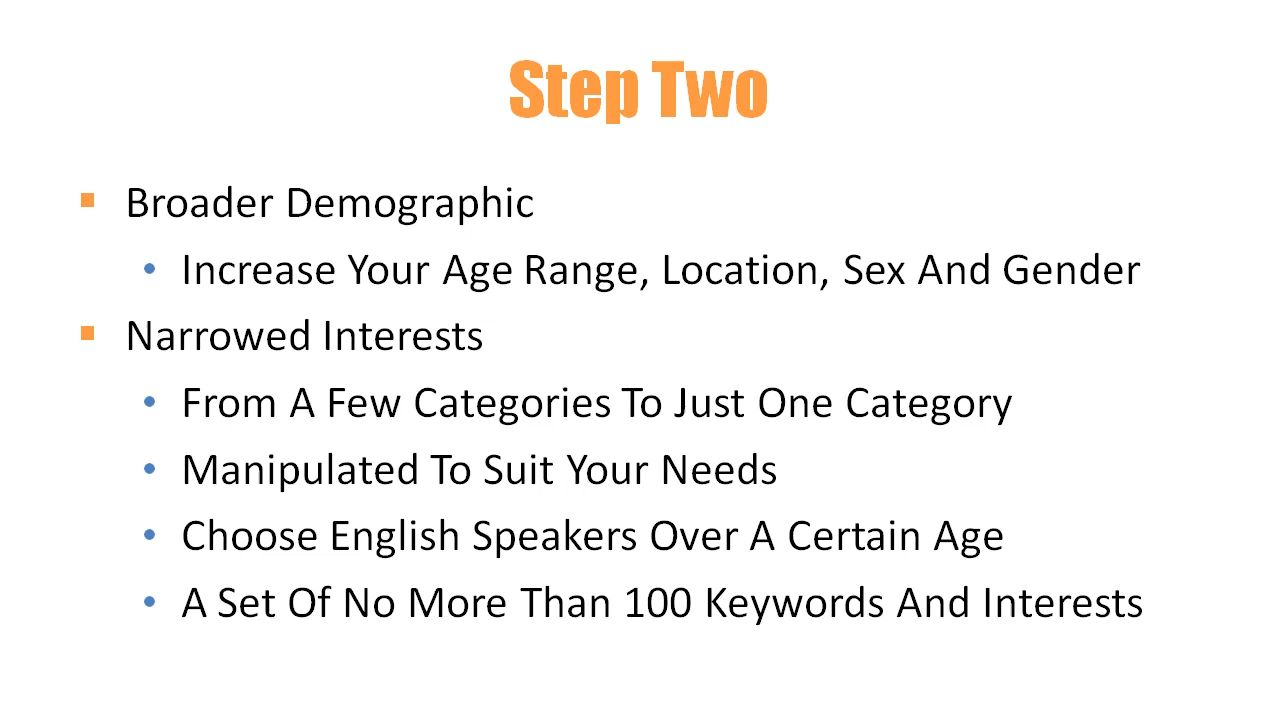 Step Two
Broader Demographic
Increase Your Age Range, Location, Sex And Gender
Narrowed Interests
From A Few Categories To Just One Category
Manipulated To Suit Your Needs
Choose English Speakers Over A Certain Age
A Set Of No More Than 100 Keywords And Interests